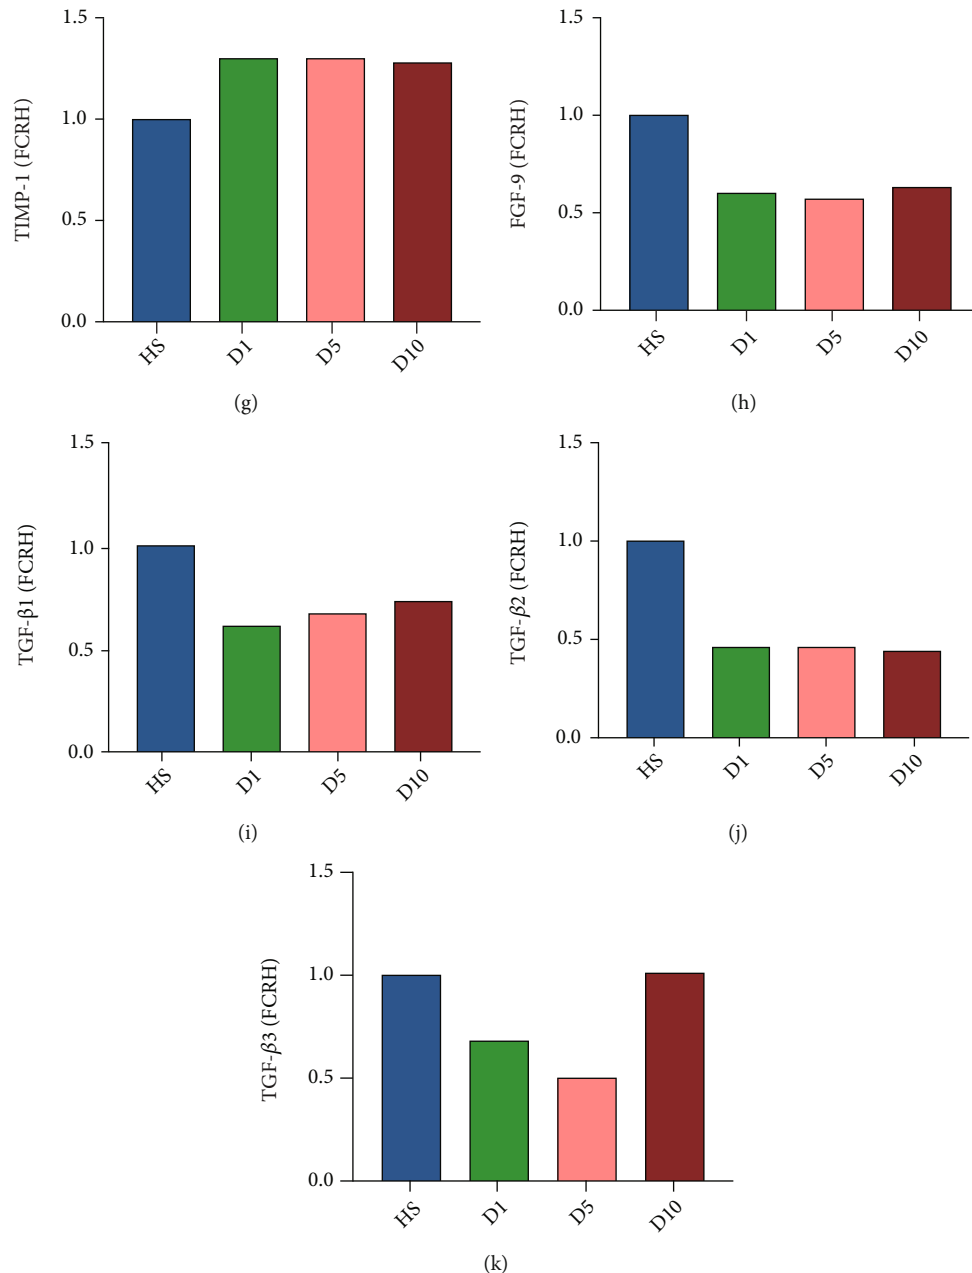 TIMP-1 (FCRH)
1.5
1.0
0.5
0.0
HS
D1
D5
D10
(g)
FGF-9 (FCRH)
1.5
1.0
0.5
0.0
HS
D1
D5
D10
(h)
TGF-β1 (FCRH)
1.5
1.0
0.5
0.0
HS
D1
D5
D10
(i)
TGF-β2 (FCRH)
1.5
1.0
0.5
0.0
HS
D1
D5
D10
(j)
TGF-β3 (FCRH)
1.5
1.0
0.5
0.0
HS
D1
D5
D10
(k)